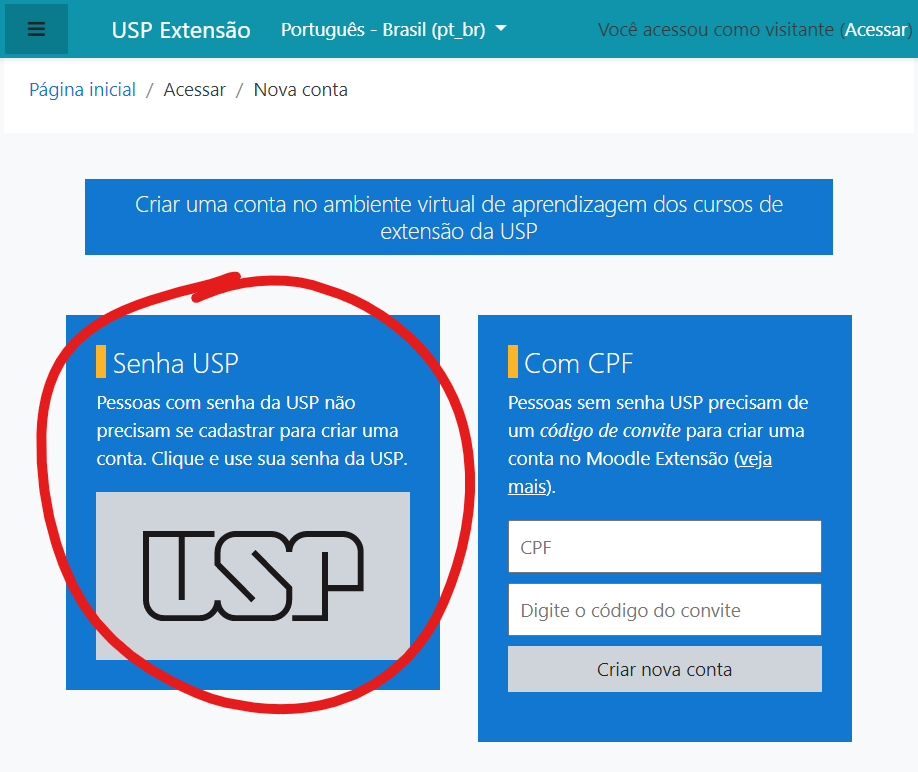 USP Extensão Português - Brasil (pt_br) Você acessou como visitante (Acessar)
Página inicial / Acessar / Nova conta
Criar uma conta no ambiente virtual de aprendizagem dos cursos de
extensão da USP
Senha USP
Pessoas com senha da USP não
precisam se cadastrar para criar uma
conta. Clique e use sua senha da USP.
USP
Com CPF
Pessoas sem senha USP precisam de
um código de convite para criar uma
conta no Moodle Extensão (veja
mais).
CPF
Digite o código do convite
Criar nova conta